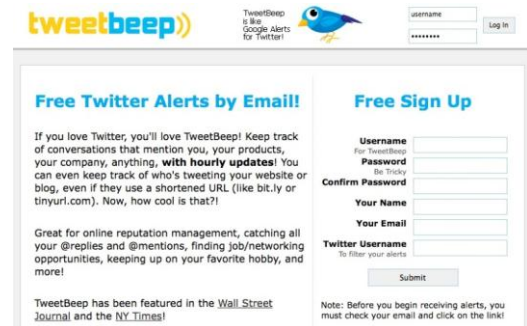 tweetbeep))
TweetBeep
is like
Google Alerts
for Twitter!
username
••••••••
Log In
Free Twitter Alerts by Email!
If you love Twitter, you'll love TweetBeep! Keep track
of conversations that mention you, your products,
your company, anything, with hourly updates! You
can even keep track of who's tweeting your website or
blog, even if they use a shortened URL (like bit.ly or
tinyurl.com). Now, how cool is that?!
Great for online reputation management, catching all
your @replies and @mentions, finding job/networking
opportunities, keeping up on your favorite hobby, and
more!
TweetBeep has been featured in the Wall Street
Journal and the NY Times!
Free Sign Up
Username
For TweetBeep
Password
Be Tricky
Confirm Password
Your Name
Your Email
Twitter Username
To filter your alerts
Submit
Note: Before you begin receiving alerts, you
must check your email and click on the link!